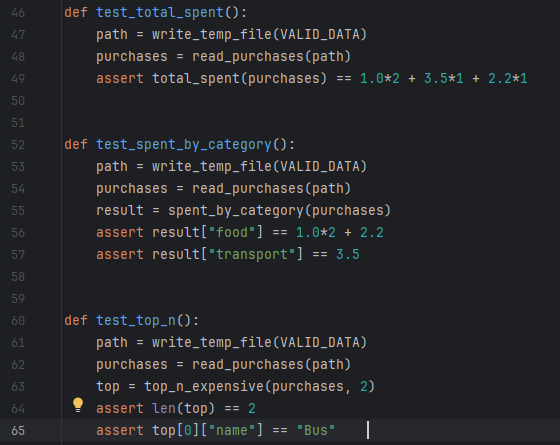 46 def test_total_spent():
47     path = write_temp_file(VALID_DATA)
48     purchases = read_purchases(path)
49     assert total_spent(purchases) == 1.0*2 + 3.5*1 + 2.2*1
50
51
52 def test_spent_by_category():
53     path = write_temp_file(VALID_DATA)
54     purchases = read_purchases(path)
55     result = spent_by_category(purchases)
56     assert result["food"] == 1.0*2 + 2.2
57     assert result["transport"] == 3.5
58
59
60 def test_top_n():
61     path = write_temp_file(VALID_DATA)
62     purchases = read_purchases(path)
63     top = top_n_expensive(purchases, 2)
64     assert len(top) == 2
65     assert top[0]["name"] == "Bus"